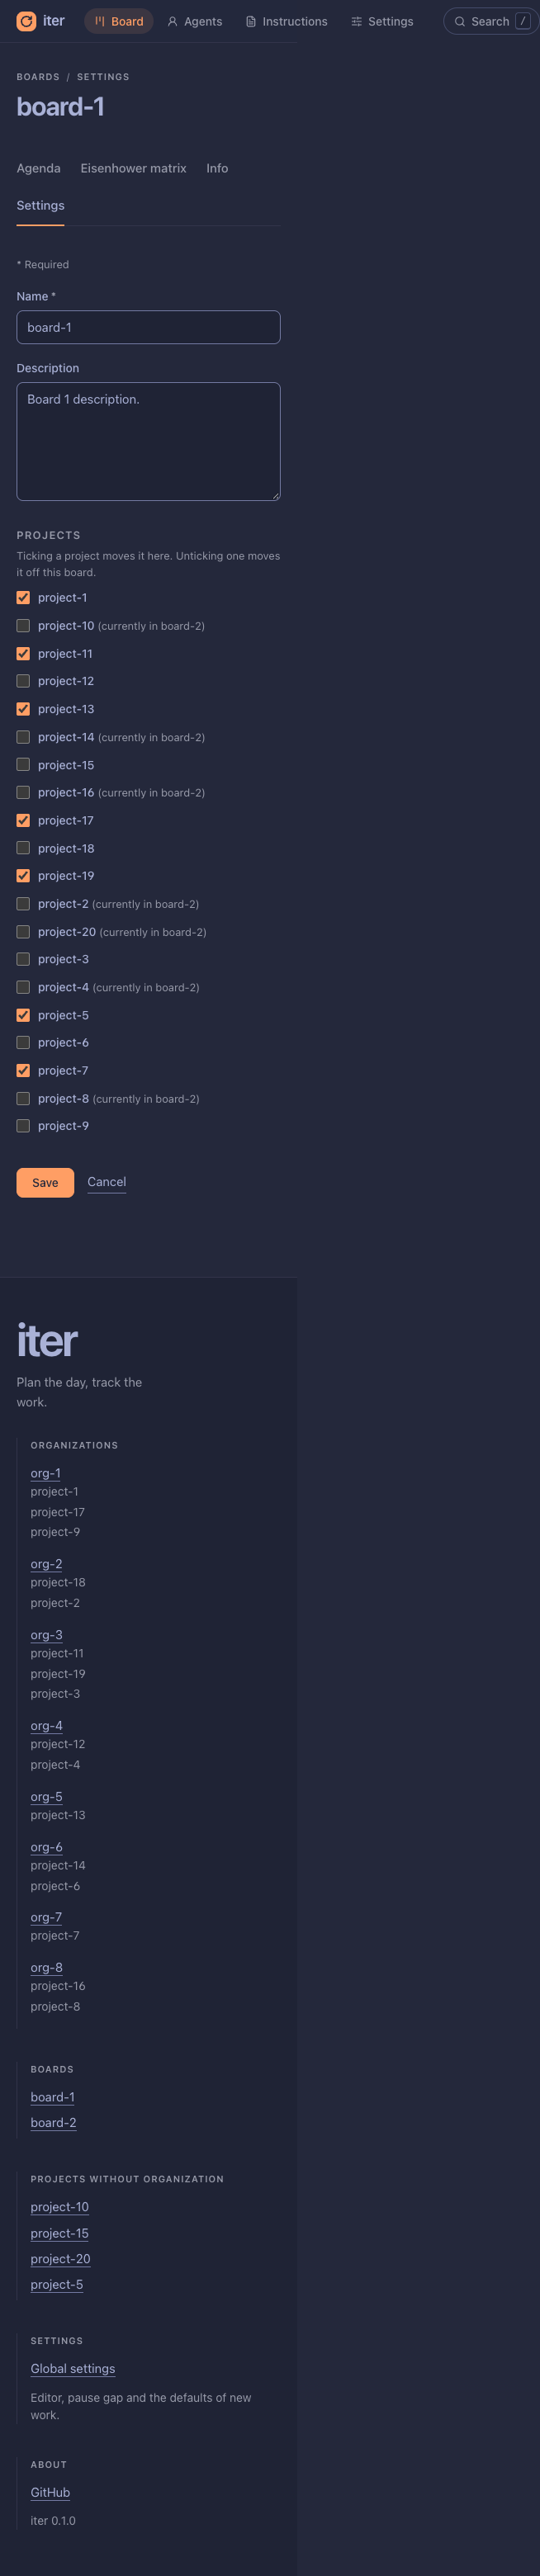 iter
Board
Agents
Instructions
Settings
Search /
BOARDS / SETTINGS
board-1
Agenda
Eisenhower matrix
Info
Settings
* Required
Name *
board-1
Description
Board 1 description.
PROJECTS
Ticking a project moves it here. Unticking one moves
it off this board.
project-1
project-10 (currently in board-2)
project-11
project-12
project-13
project-14 (currently in board-2)
project-15
project-16 (currently in board-2)
project-17
project-18
project-19
project-2 (currently in board-2)
project-20 (currently in board-2)
project-3
project-4 (currently in board-2)
project-5
project-6
project-7
project-8 (currently in board-2)
project-9
Save
Cancel
iter
Plan the day, track the
work.
ORGANIZATIONS
org-1
project-1
project-17
project-9
org-2
project-18
project-2
org-3
project-11
project-19
project-3
org-4
project-12
project-4
org-5
project-13
org-6
project-14
project-6
org-7
project-7
org-8
project-16
project-8
BOARDS
board-1
board-2
PROJECTS WITHOUT ORGANIZATION
project-10
project-15
project-20
project-5
SETTINGS
Global settings
Editor, pause gap and the defaults of new
work.
ABOUT
GitHub
iter 0.1.0